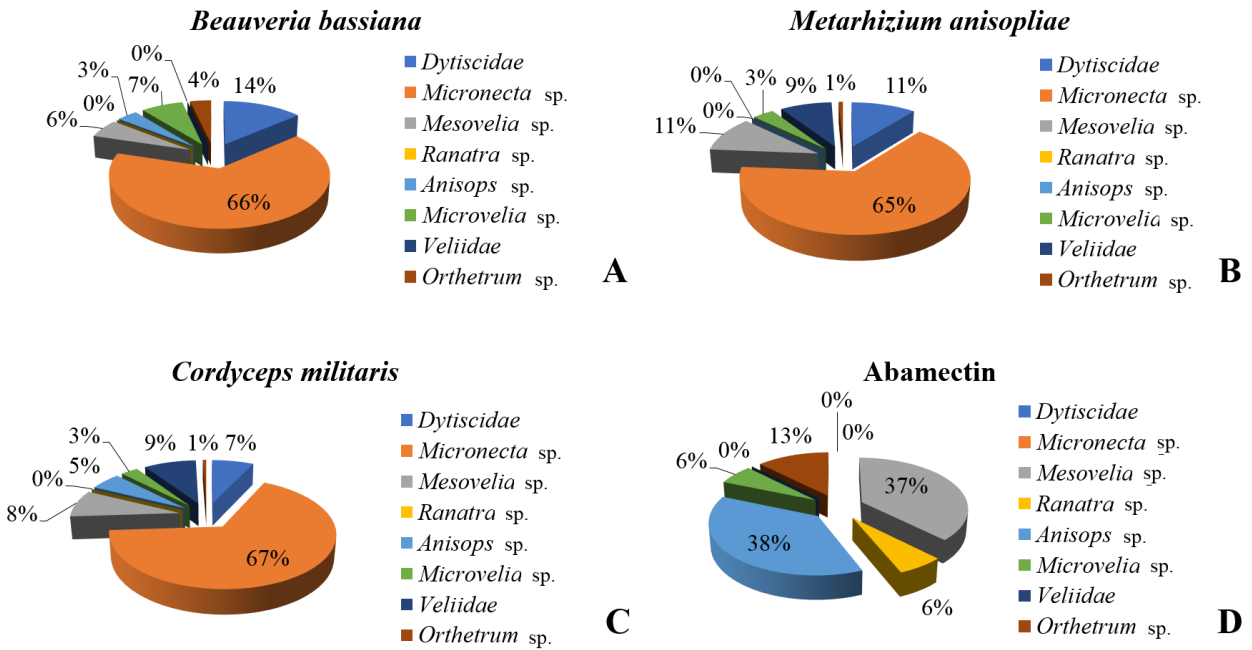 Beauveria bassiana
0%
3%
4%
14%
7%
0%
6%
66%
Dytiscidae
Micronecta sp.
Mesovelia sp.
Ranatra sp.
Anisops sp.
Microvelia sp.
Veliidae
Orthetrum sp.
A
Metarhizium anisopliae
0%
3%
9%
1%
11%
0%
11%
65%
Dytiscidae
Micronecta sp.
Mesovelia sp.
Ranatra sp.
Anisops sp.
Microvelia sp.
Veliidae
Orthetrum sp.
B
Cordyceps militaris
3%
9%
1%
7%
5%
0%
8%
67%
Dytiscidae
Micronecta sp.
Mesovelia sp.
Ranatra sp.
Anisops sp.
Microvelia sp.
Veliidae
Orthetrum sp.
C
Abamectin
0%
13%
0%
0%
6%
37%
38%
6%
Dytiscidae
Micronecta sp.
Mesovelia sp.
Ranatra sp.
Anisops sp.
Microvelia sp.
Veliidae
Orthetrum sp.
D